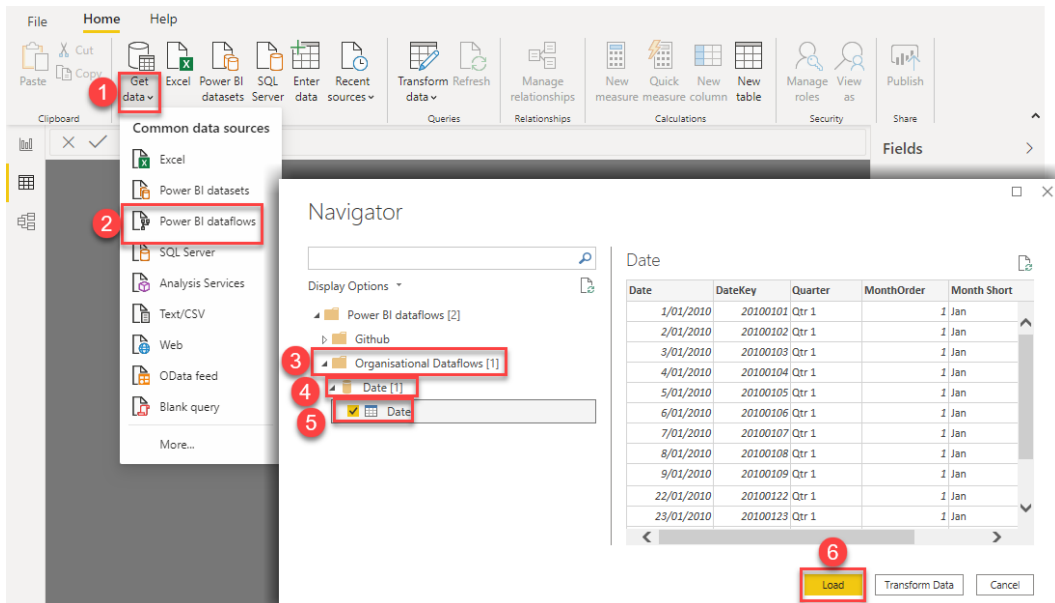 File Home Help
Cut
Copy
Paste
Get data
Excel
Power BI datasets
SQL Server
Enter data
Recent sources
Transform data
Refresh
Manage relationships
New measure
Quick measure
New column
New table
Manage roles
View as
Publish
Clipboard
Queries
Relationships
Calculations
Security
Share
1
Common data sources
Excel
Power BI datasets
2
Power BI dataflows
SQL Server
Analysis Services
Text/CSV
Web
OData feed
Blank query
More...
Fields
Navigator
Display Options
Power BI dataflows [2]
Github
3
Organisational Dataflows [1]
4
Date [1]
5
Date
Date
Date DateKey Quarter MonthOrder Month Short
1/01/2010 20100101 Qtr 1 1 Jan
2/01/2010 20100102 Qtr 1 1 Jan
3/01/2010 20100103 Qtr 1 1 Jan
4/01/2010 20100104 Qtr 1 1 Jan
5/01/2010 20100105 Qtr 1 1 Jan
6/01/2010 20100106 Qtr 1 1 Jan
7/01/2010 20100107 Qtr 1 1 Jan
8/01/2010 20100108 Qtr 1 1 Jan
9/01/2010 20100109 Qtr 1 1 Jan
22/01/2010 20100122 Qtr 1 1 Jan
23/01/2010 20100123 Qtr 1 1 Jan
6
Load
Transform Data
Cancel